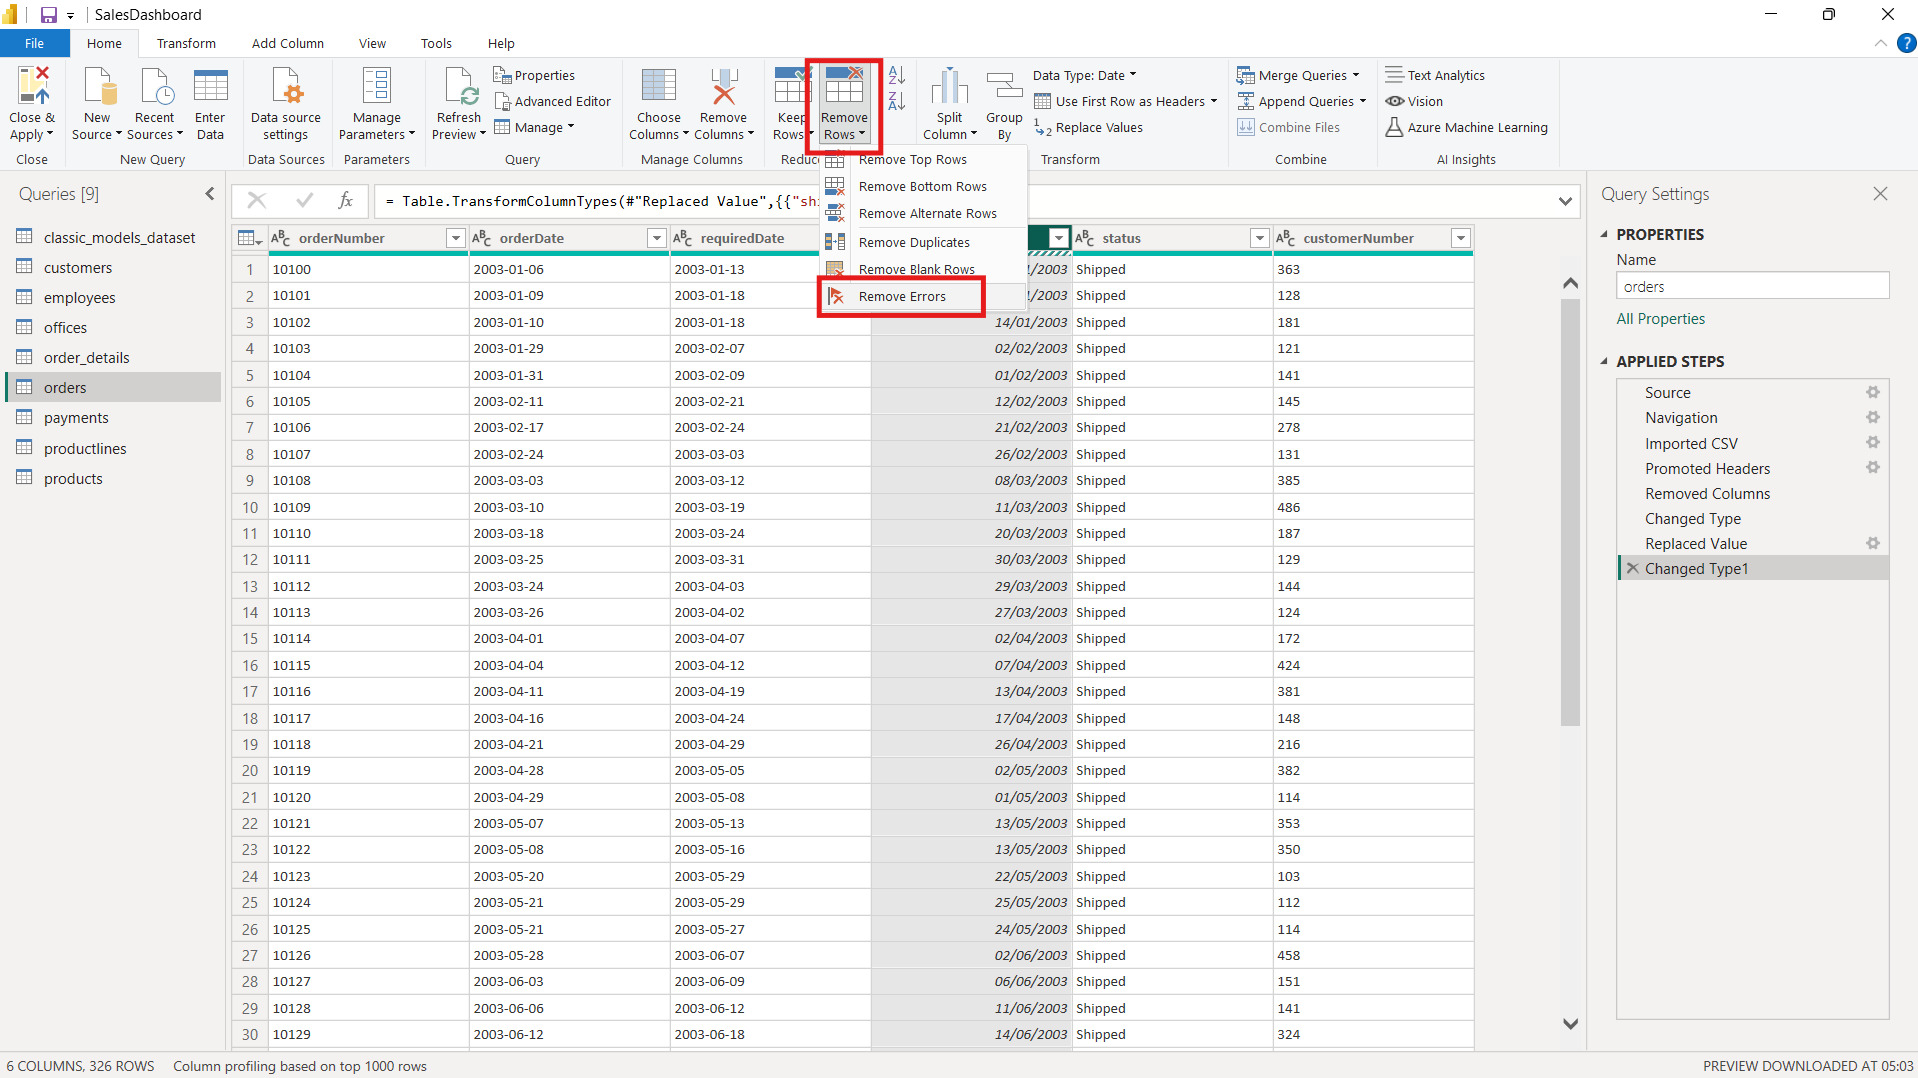 SalesDashboard
File Home Transform Add Column View Tools Help
Close & Apply
Close
New Source
Recent Sources
Enter Data
New Query
Data source settings
Data Sources
Manage Parameters
Parameters
Refresh Preview
Properties
Advanced Editor
Manage
Query
Choose Columns
Remove Columns
Manage Columns
Keep Rows
Remove Rows
Reduc
Split Column
Group By
Data Type: Date
Use First Row as Headers
Replace Values
Transform
Merge Queries
Append Queries
Combine Files
Combine
Text Analytics
Vision
Azure Machine Learning
AI Insights
Remove Top Rows
Remove Bottom Rows
Remove Alternate Rows
Remove Duplicates
Remove Blank Rows
Remove Errors
Queries [9]
classic_models_dataset
customers
employees
offices
order_details
orders
payments
productlines
products
fx = Table.TransformColumnTypes(#"Replaced Value",{{"shi
ABC orderNumber ABC orderDate ABC requiredDate ABC status ABC customerNumber
1 10100 2003-01-06 2003-01-13 1/2003 Shipped 363
2 10101 2003-01-09 2003-01-18 1/2003 Shipped 128
3 10102 2003-01-10 2003-01-18 14/01/2003 Shipped 181
4 10103 2003-01-29 2003-02-07 02/02/2003 Shipped 121
5 10104 2003-01-31 2003-02-09 01/02/2003 Shipped 141
6 10105 2003-02-11 2003-02-21 12/02/2003 Shipped 145
7 10106 2003-02-17 2003-02-24 21/02/2003 Shipped 278
8 10107 2003-02-24 2003-03-03 26/02/2003 Shipped 131
9 10108 2003-03-03 2003-03-12 08/03/2003 Shipped 385
10 10109 2003-03-10 2003-03-19 11/03/2003 Shipped 486
11 10110 2003-03-18 2003-03-24 20/03/2003 Shipped 187
12 10111 2003-03-25 2003-03-31 30/03/2003 Shipped 129
13 10112 2003-03-24 2003-04-03 29/03/2003 Shipped 144
14 10113 2003-03-26 2003-04-02 27/03/2003 Shipped 124
15 10114 2003-04-01 2003-04-07 02/04/2003 Shipped 172
16 10115 2003-04-04 2003-04-12 07/04/2003 Shipped 424
17 10116 2003-04-11 2003-04-19 13/04/2003 Shipped 381
18 10117 2003-04-16 2003-04-24 17/04/2003 Shipped 148
19 10118 2003-04-21 2003-04-29 26/04/2003 Shipped 216
20 10119 2003-04-28 2003-05-05 02/05/2003 Shipped 382
21 10120 2003-04-29 2003-05-08 01/05/2003 Shipped 114
22 10121 2003-05-07 2003-05-13 13/05/2003 Shipped 353
23 10122 2003-05-08 2003-05-16 13/05/2003 Shipped 350
24 10123 2003-05-20 2003-05-29 22/05/2003 Shipped 103
25 10124 2003-05-21 2003-05-29 25/05/2003 Shipped 112
26 10125 2003-05-21 2003-05-27 24/05/2003 Shipped 114
27 10126 2003-05-28 2003-06-07 02/06/2003 Shipped 458
28 10127 2003-06-03 2003-06-09 06/06/2003 Shipped 151
29 10128 2003-06-06 2003-06-12 11/06/2003 Shipped 141
30 10129 2003-06-12 2003-06-18 14/06/2003 Shipped 324
Query Settings
PROPERTIES
Name
orders
All Properties
APPLIED STEPS
Source
Navigation
Imported CSV
Promoted Headers
Removed Columns
Changed Type
Replaced Value
Changed Type1
6 COLUMNS, 326 ROWS Column profiling based on top 1000 rows PREVIEW DOWNLOADED AT 05:03